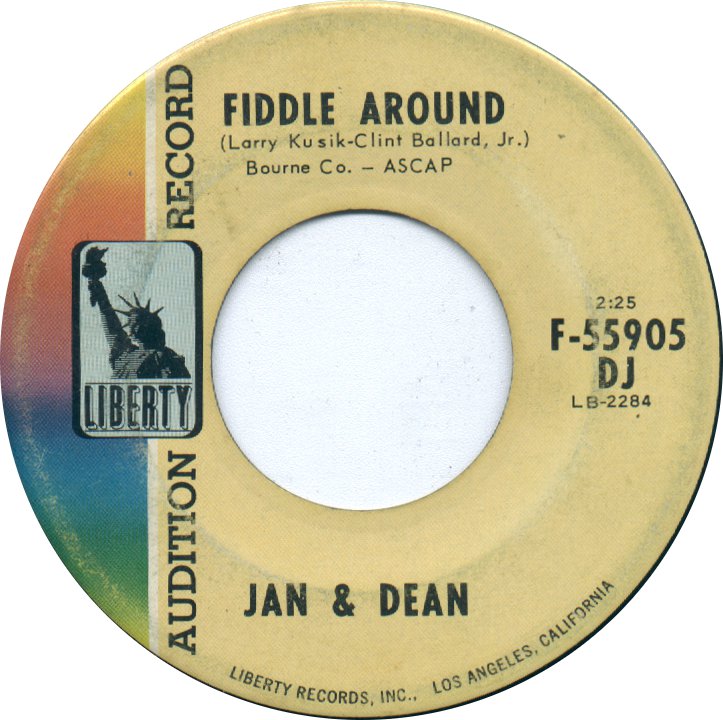 FIDDLE AROUND
(Larry Kusik-Clint Ballard, Jr.)
Bourne Co. – ASCAP
AUDITION RECORD
LIBERTY
2:25
F-55905
DJ
LB-2284
JAN & DEAN
LIBERTY RECORDS, INC., LOS ANGELES, CALIFORNIA